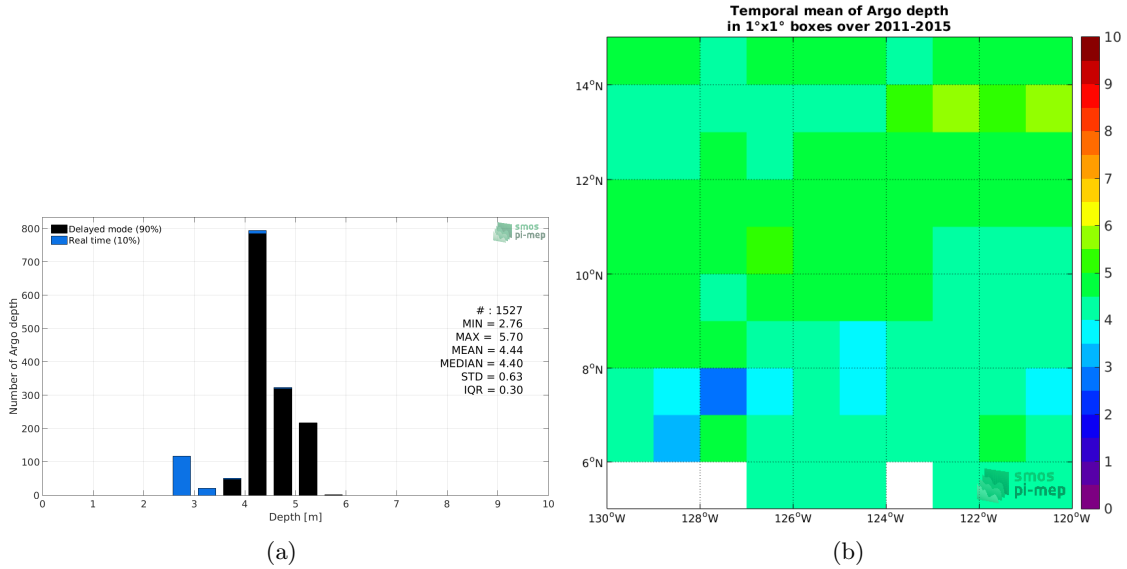 Delayed mode (90%)
Real time (10%)
smos
pi-mep
# : 1527
MIN = 2.76
MAX = 5.70
MEAN = 4.44
MEDIAN = 4.40
STD = 0.63
IQR = 0.30
Number of Argo depth
800
700
600
500
400
300
200
100
0
0 1 2 3 4 5 6 7 8 9 10
Depth [m]
(a)
Temporal mean of Argo depth
in 1°x1° boxes over 2011-2015
14°N
12°N
10°N
8°N
6°N
130°W 128°W 126°W 124°W 122°W 120°W
smos
pi-mep
10
9
8
7
6
5
4
3
2
1
0
(b)